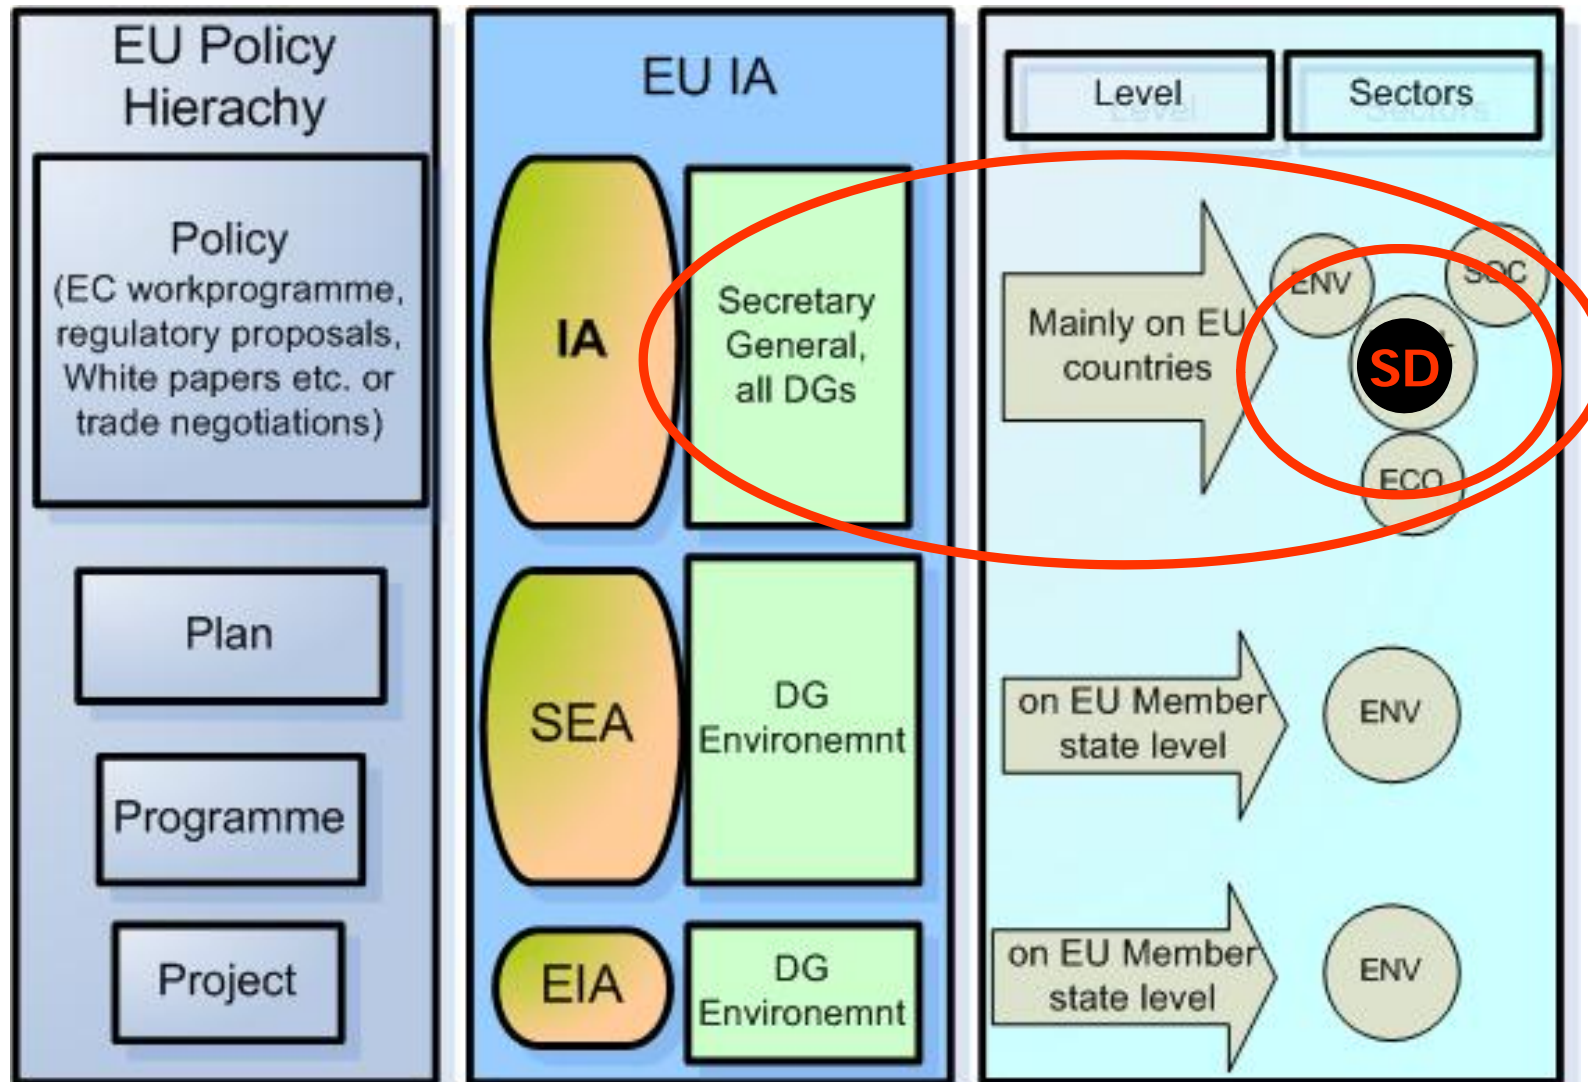 EU Policy
Hierachy
Policy
(EC workprogramme,
regulatory proposals,
White papers etc. or
trade negotiations)
Plan
Programme
Project
EU IA
IA
Secretary
General,
all DGs
SEA
DG
Environemnt
EIA
DG
Environemnt
Level
Sectors
Mainly on EU
countries
ENV
SOC
SD
ECO
on EU Member
state level
ENV
on EU Member
state level
ENV